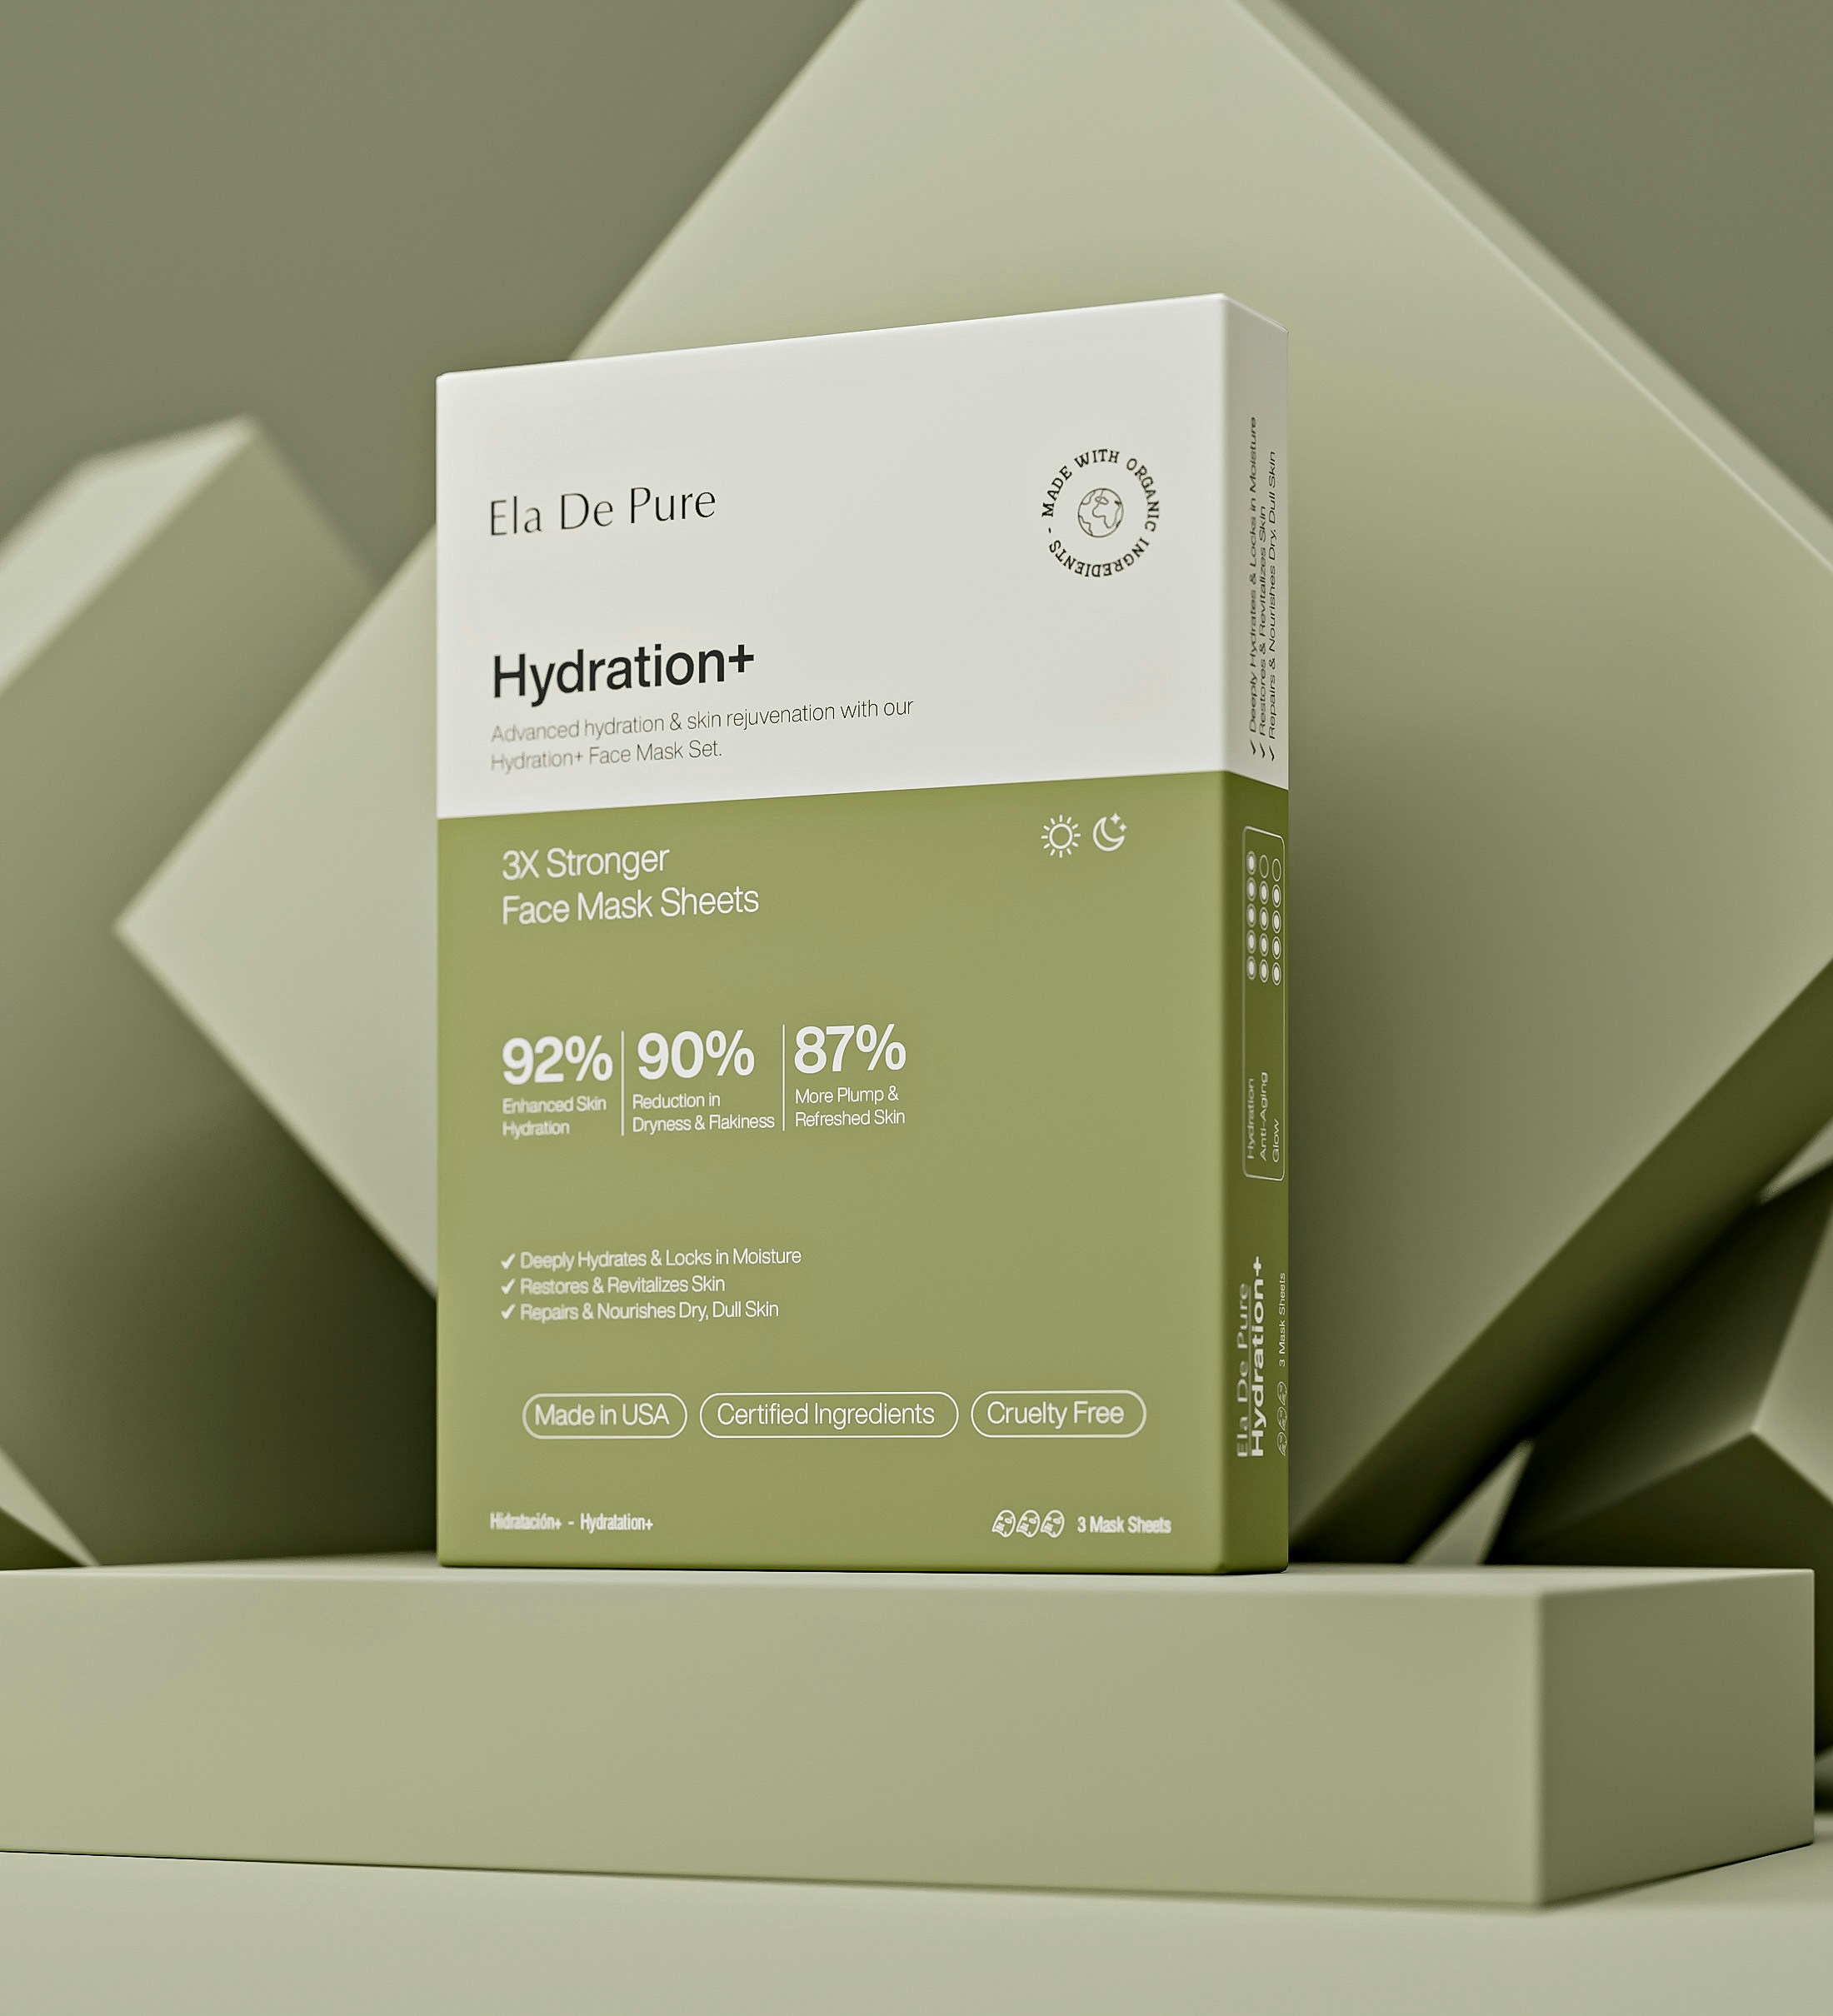 Ela De Pure
MADE WITH ORGANIC INGREDIENTS -
Hydration+
Advanced hydration & skin rejuvenation with our
Hydration+ Face Mask Set.
3X Stronger
Face Mask Sheets
92%
Enhanced Skin
Hydration
90%
Reduction in
Dryness & Flakiness
87%
More Plump &
Refreshed Skin
✓ Deeply Hydrates & Locks in Moisture
✓ Restores & Revitalizes Skin
✓ Repairs & Nourishes Dry, Dull Skin
Made in USA
Certified Ingredients
Cruelty Free
Hidratación+ - Hydratation+
3 Mask Sheets
✓ Deeply Hydrates & Locks in Moisture
✓ Restores & Revitalizes Skin
✓ Repairs & Nourishes Dry, Dull Skin
Hydration
Anti-Aging
Glow
Ela De Pure
Hydration+
3 Mask Sheets